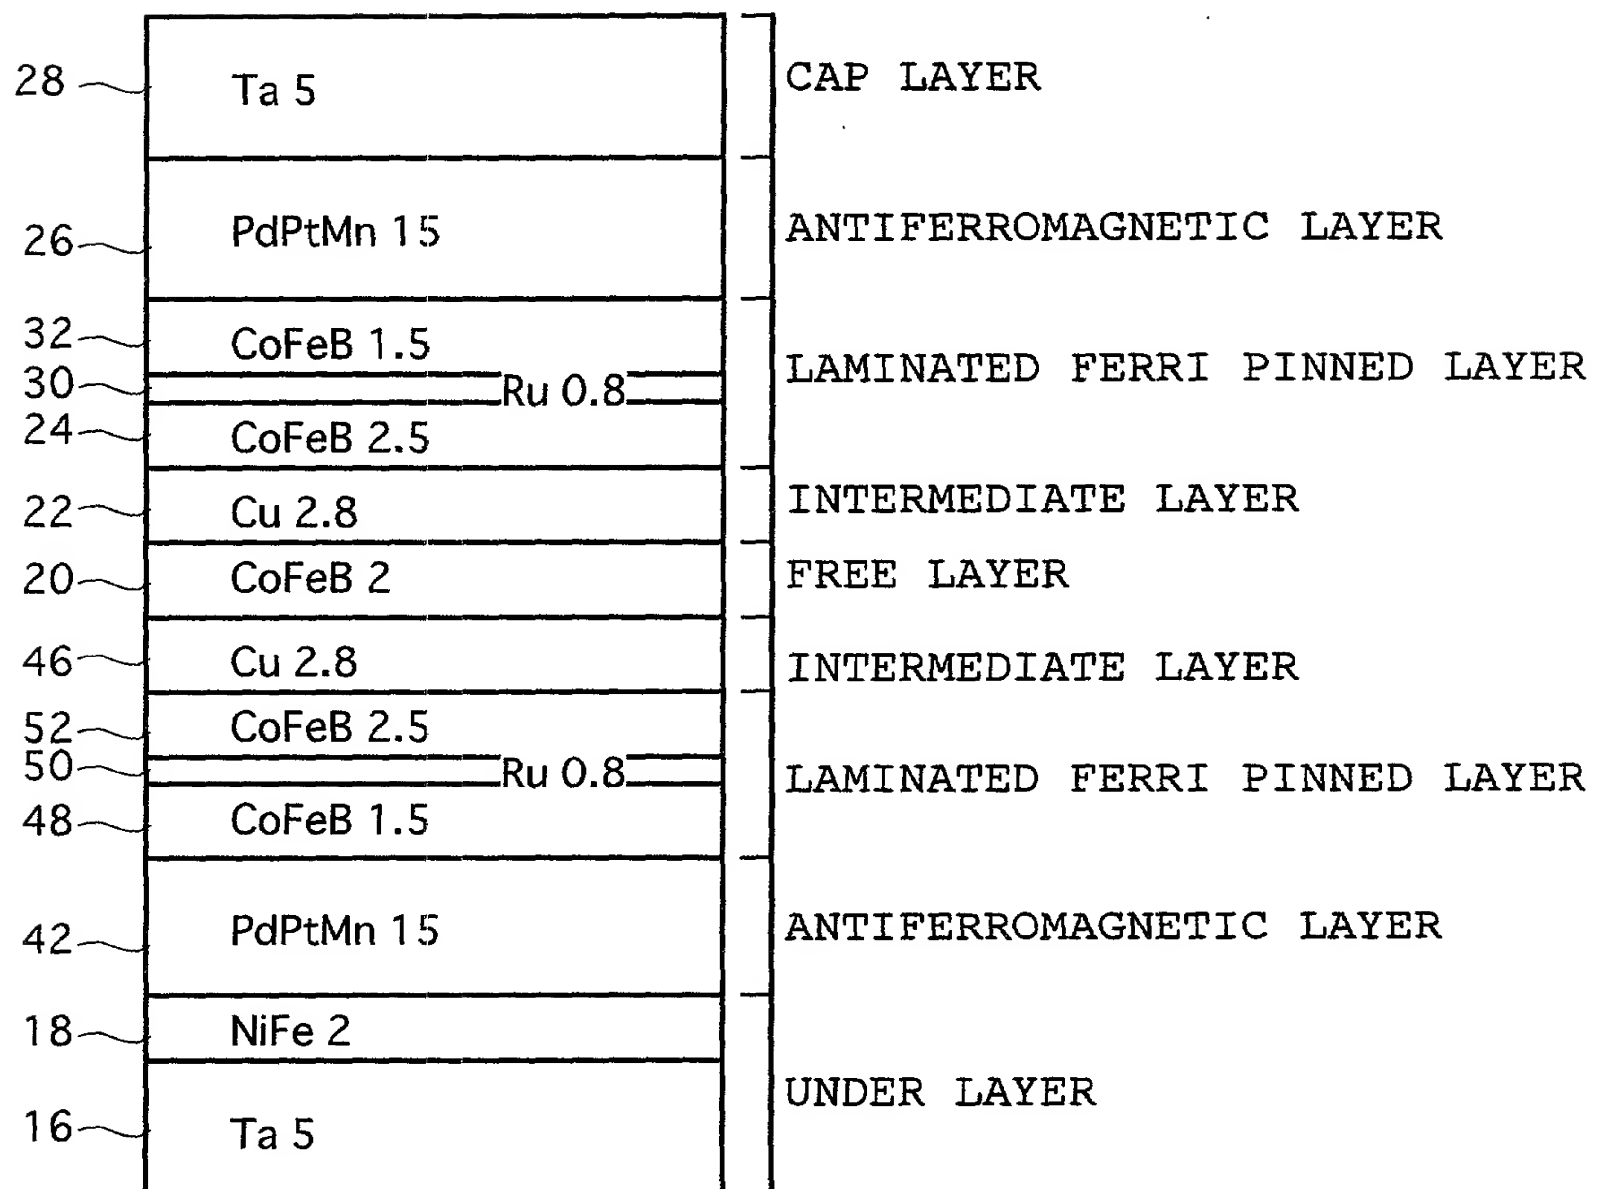 28 Ta 5 CAP LAYER
26 PdPtMn 15 ANTIFERROMAGNETIC LAYER
32 CoFeB 1.5
30 Ru 0.8 LAMINATED FERRI PINNED LAYER
24 CoFeB 2.5
22 Cu 2.8 INTERMEDIATE LAYER
20 CoFeB 2 FREE LAYER
46 Cu 2.8 INTERMEDIATE LAYER
52 CoFeB 2.5
50 Ru 0.8 LAMINATED FERRI PINNED LAYER
48 CoFeB 1.5
42 PdPtMn 15 ANTIFERROMAGNETIC LAYER
18 NiFe 2
UNDER LAYER
16 Ta 5